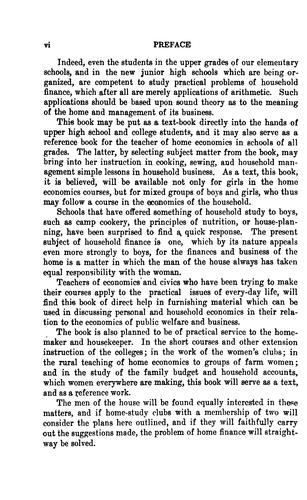 vi PREFACE
Indeed, even the students in the upper grades of our elementary
schools, and in the new junior high schools which are being or-
ganized, are competent to study practical problems of household
finance, which after all are merely applications of arithmetic. Such
applications should be based upon sound theory as to the meaning
of the home and management of its business.
This book may be put as a text-book directly into the hands of
upper high school and college students, and it may also serve as a
reference book for the teacher of home economics in schools of all
grades. The latter, by selecting subject matter from the book, may
bring into her instruction in cooking, sewing, and household man-
agement simple lessons in household business. As a text, this book,
it is believed, will be available not only for girls in the home
economics courses, but for mixed groups of boys and girls, who thus
may follow a course in the economics of the household.
Schools that have offered something of household study to boys,
such as camp cookery, the principles of nutrition, or house-plan-
ning, have been surprised to find a quick response. The present
subject of household finance is one, which by its nature appeals
even more strongly to boys, for the finances and business of the
home is a matter in which the man of the house always has taken
equal responsibility with the woman.
Teachers of economics and civics who have been trying to make
their courses apply to the practical issues of every-day life, will
find this book of direct help in furnishing material which can be
used in discussing personal and household economics in their rela-
tion to the economics of public welfare and business.
The book is also planned to be of practical service to the home-
maker and housekeeper. In the short courses and other extension
instruction of the colleges; in the work of the women's clubs; in
the rural teaching of home economics to groups of farm women;
and in the study of the family budget and household accounts,
which women everywhere are making, this book will serve as a text,
and as a reference work.
The men of the house will be found equally interested in these
matters, and if home-study clubs with a membership of two will
consider the plans here outlined, and if they will faithfully carry
out the suggestions made, the problem of home finance will straight-
way be solved.